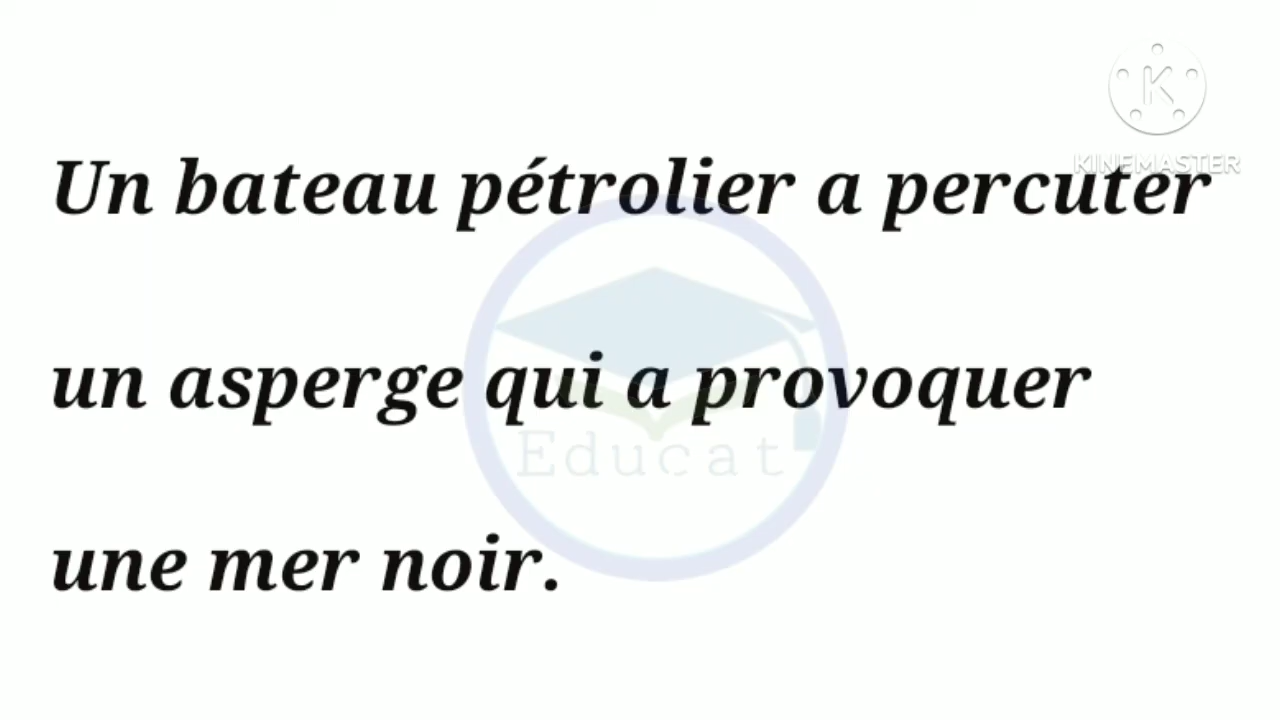 KINEMASTER
Un bateau pétrolier a percuter
un asperge qui a provoquer
Educat
une mer noir.